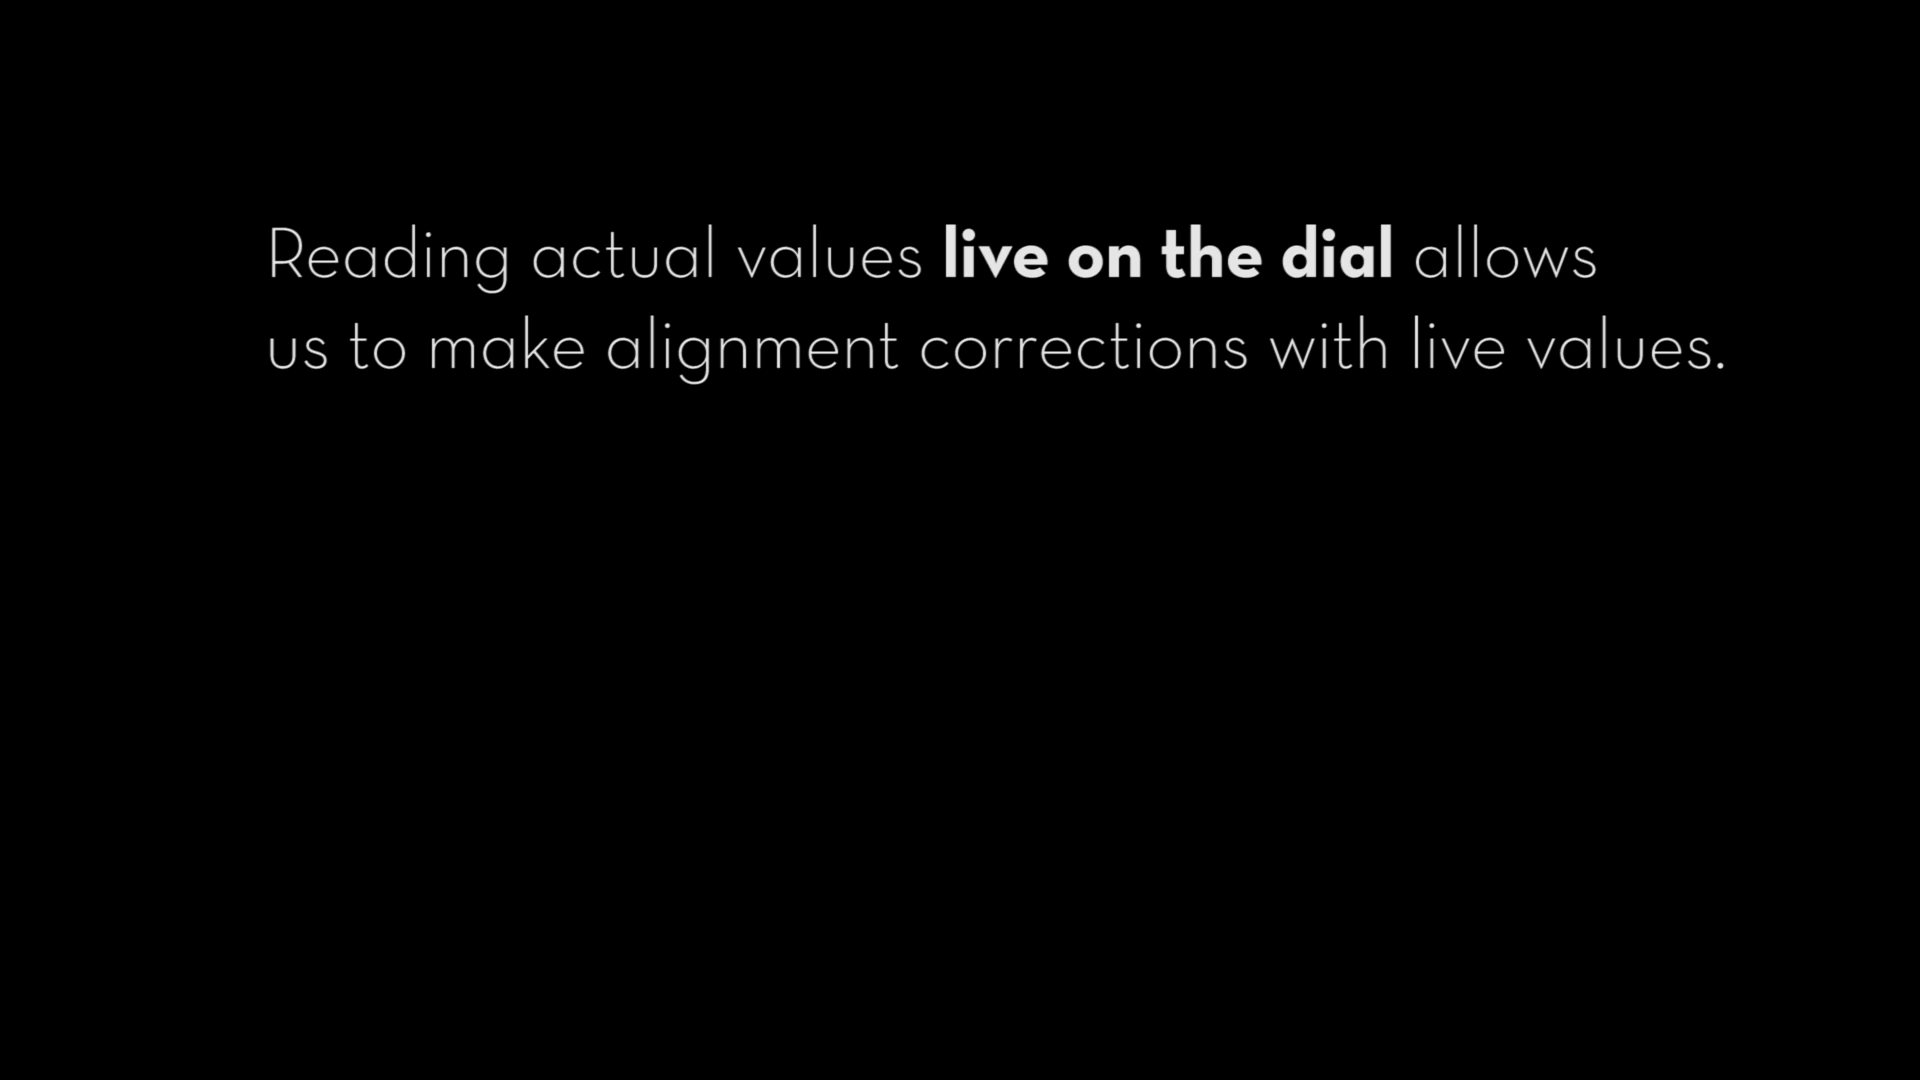 Reading actual values live on the dial allows
us to make alignment corrections with live values.